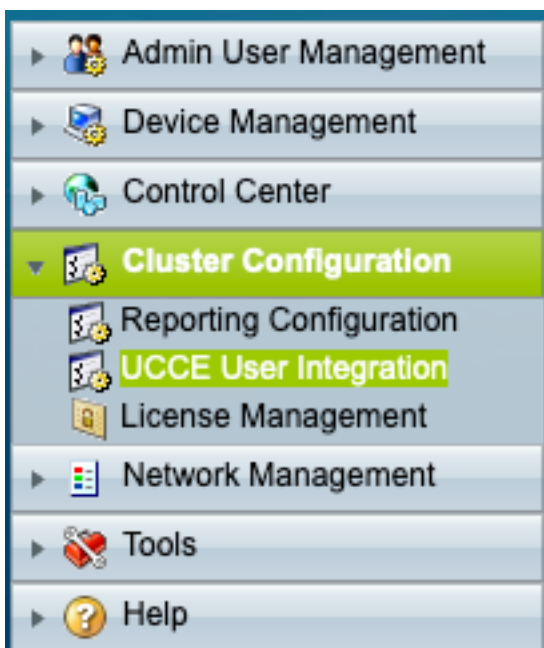 Admin User Management
Device Management
Control Center
Cluster Configuration
Reporting Configuration
UCCE User Integration
License Management
Network Management
Tools
Help